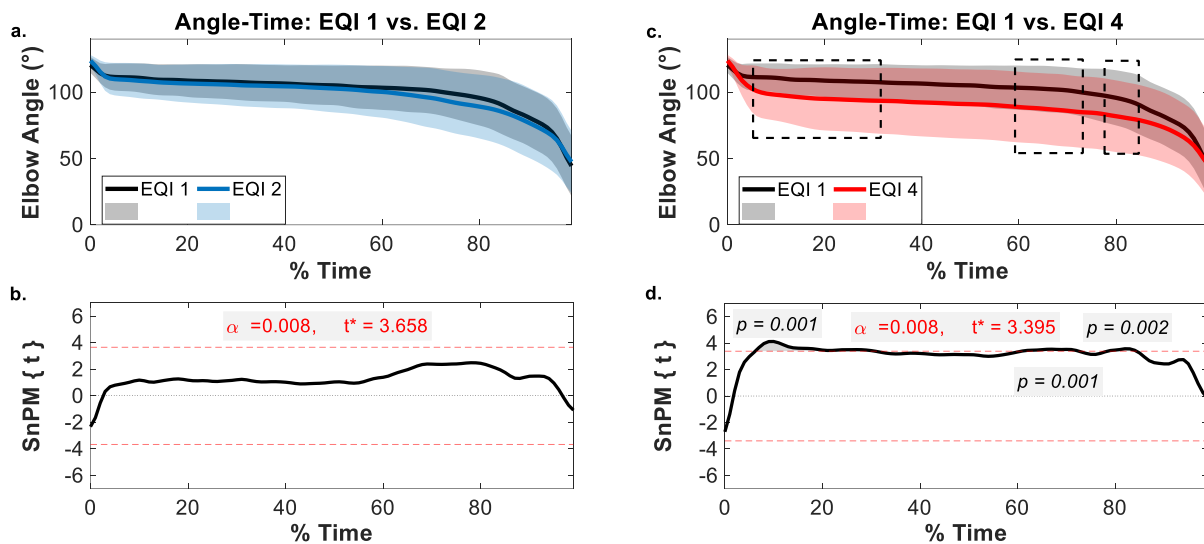 a.
Angle-Time: EQI 1 vs. EQI 2
Elbow Angle (°)
100
50
0
EQI 1 EQI 2
0 20 40 60 80
% Time
b.
SnPM { t }
6
4
2
0
-2
-4
-6
α =0.008, t* = 3.658
0 20 40 60 80
% Time
c.
Angle-Time: EQI 1 vs. EQI 4
Elbow Angle (°)
100
50
0
EQI 1 EQI 4
0 20 40 60 80
% Time
d.
SnPM { t }
6
4
2
0
-2
-4
-6
p = 0.001 α =0.008, t* = 3.395 p = 0.002
p = 0.001
0 20 40 60 80
% Time